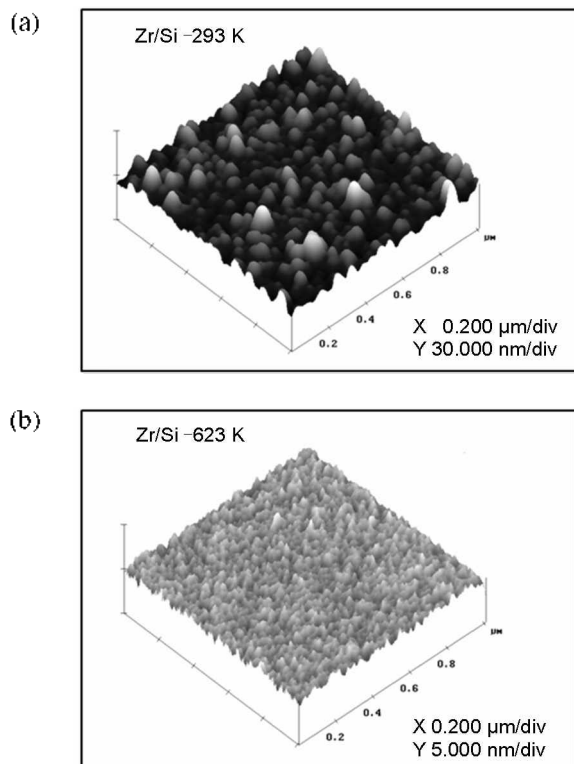 (a)
Zr/Si –293 K
0.2
0.4
0.6
0.8
µM
X 0.200 µm/div
Y 30.000 nm/div
(b)
Zr/Si –623 K
0.2
0.4
0.6
0.8
µM
X 0.200 µm/div
Y 5.000 nm/div